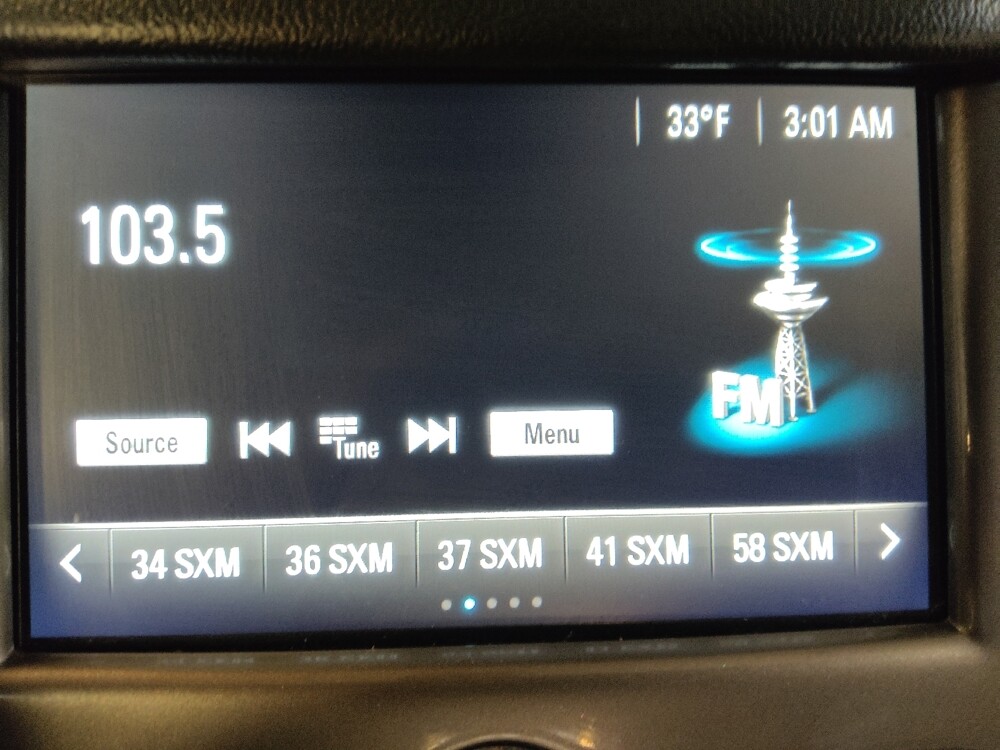 33°F 3:01 AM
103.5
FM
Source Tune Menu
34 SXM 36 SXM 37 SXM 41 SXM 58 SXM